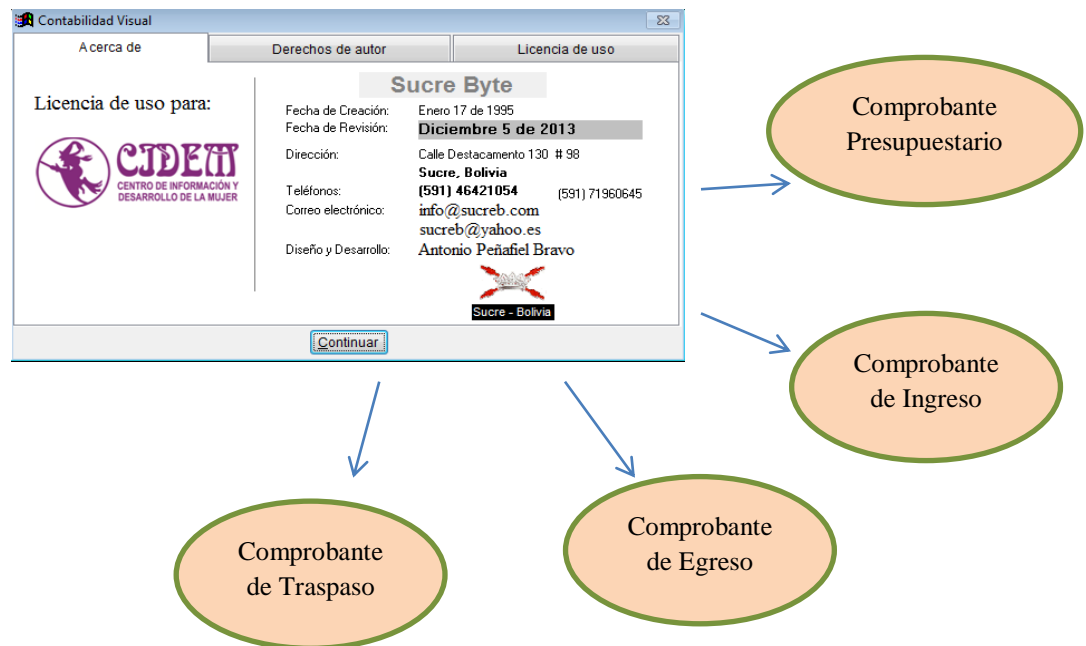 Contabilidad Visual
Acerca de
Derechos de autor
Licencia de uso
Licencia de uso para:
CIDEM
CENTRO DE INFORMACIÓN Y
DESARROLLO DE LA MUJER
Sucre Byte
Fecha de Creación: Enero 17 de 1995
Fecha de Revisión: Diciembre 5 de 2013
Dirección: Calle Destacamento 130 # 98
Sucre, Bolivia
Teléfonos: (591) 46421054 (591) 71960645
Correo electrónico: info@sucreb.com
sucreb@yahoo.es
Diseño y Desarrollo: Antonio Peñafiel Bravo
Sucre - Bolivia
Continuar
Comprobante
Presupuestario
Comprobante
de Ingreso
Comprobante
de Egreso
Comprobante
de Traspaso